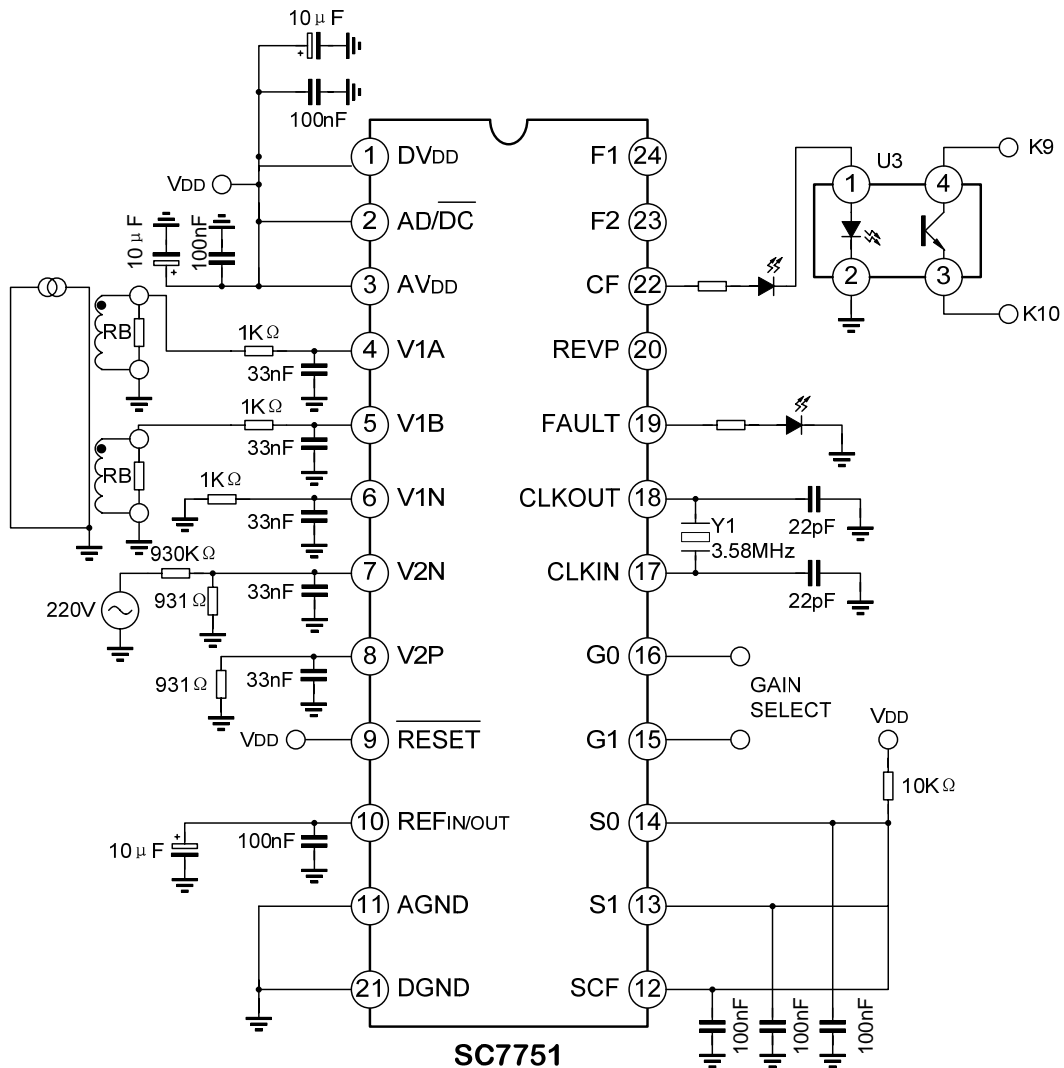 10μF
+
100nF
VDD
10μF
+
100nF
RB
RB
1KΩ
33nF
1KΩ
33nF
1KΩ
33nF
930KΩ
931Ω
33nF
220V
931Ω
33nF
VDD
10μF
+
100nF
1 DVDD
2 AD/DC
3 AVDD
4 V1A
5 V1B
6 V1N
7 V2N
8 V2P
9 RESET
10 REFIN/OUT
11 AGND
21 DGND
F1 24
F2 23
CF 22
REVP 20
FAULT 19
CLKOUT 18
CLKIN 17
G0 16
G1 15
S0 14
S1 13
SCF 12
U3
1
4
2
3
K9
K10
Y1
3.58MHz
22pF
22pF
GAIN
SELECT
VDD
10KΩ
100nF
100nF
100nF
SC7751